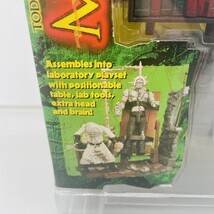 TOD
M
Assembles into
laboratory playset
with positionable
table, lab tools,
extra head
and brain!